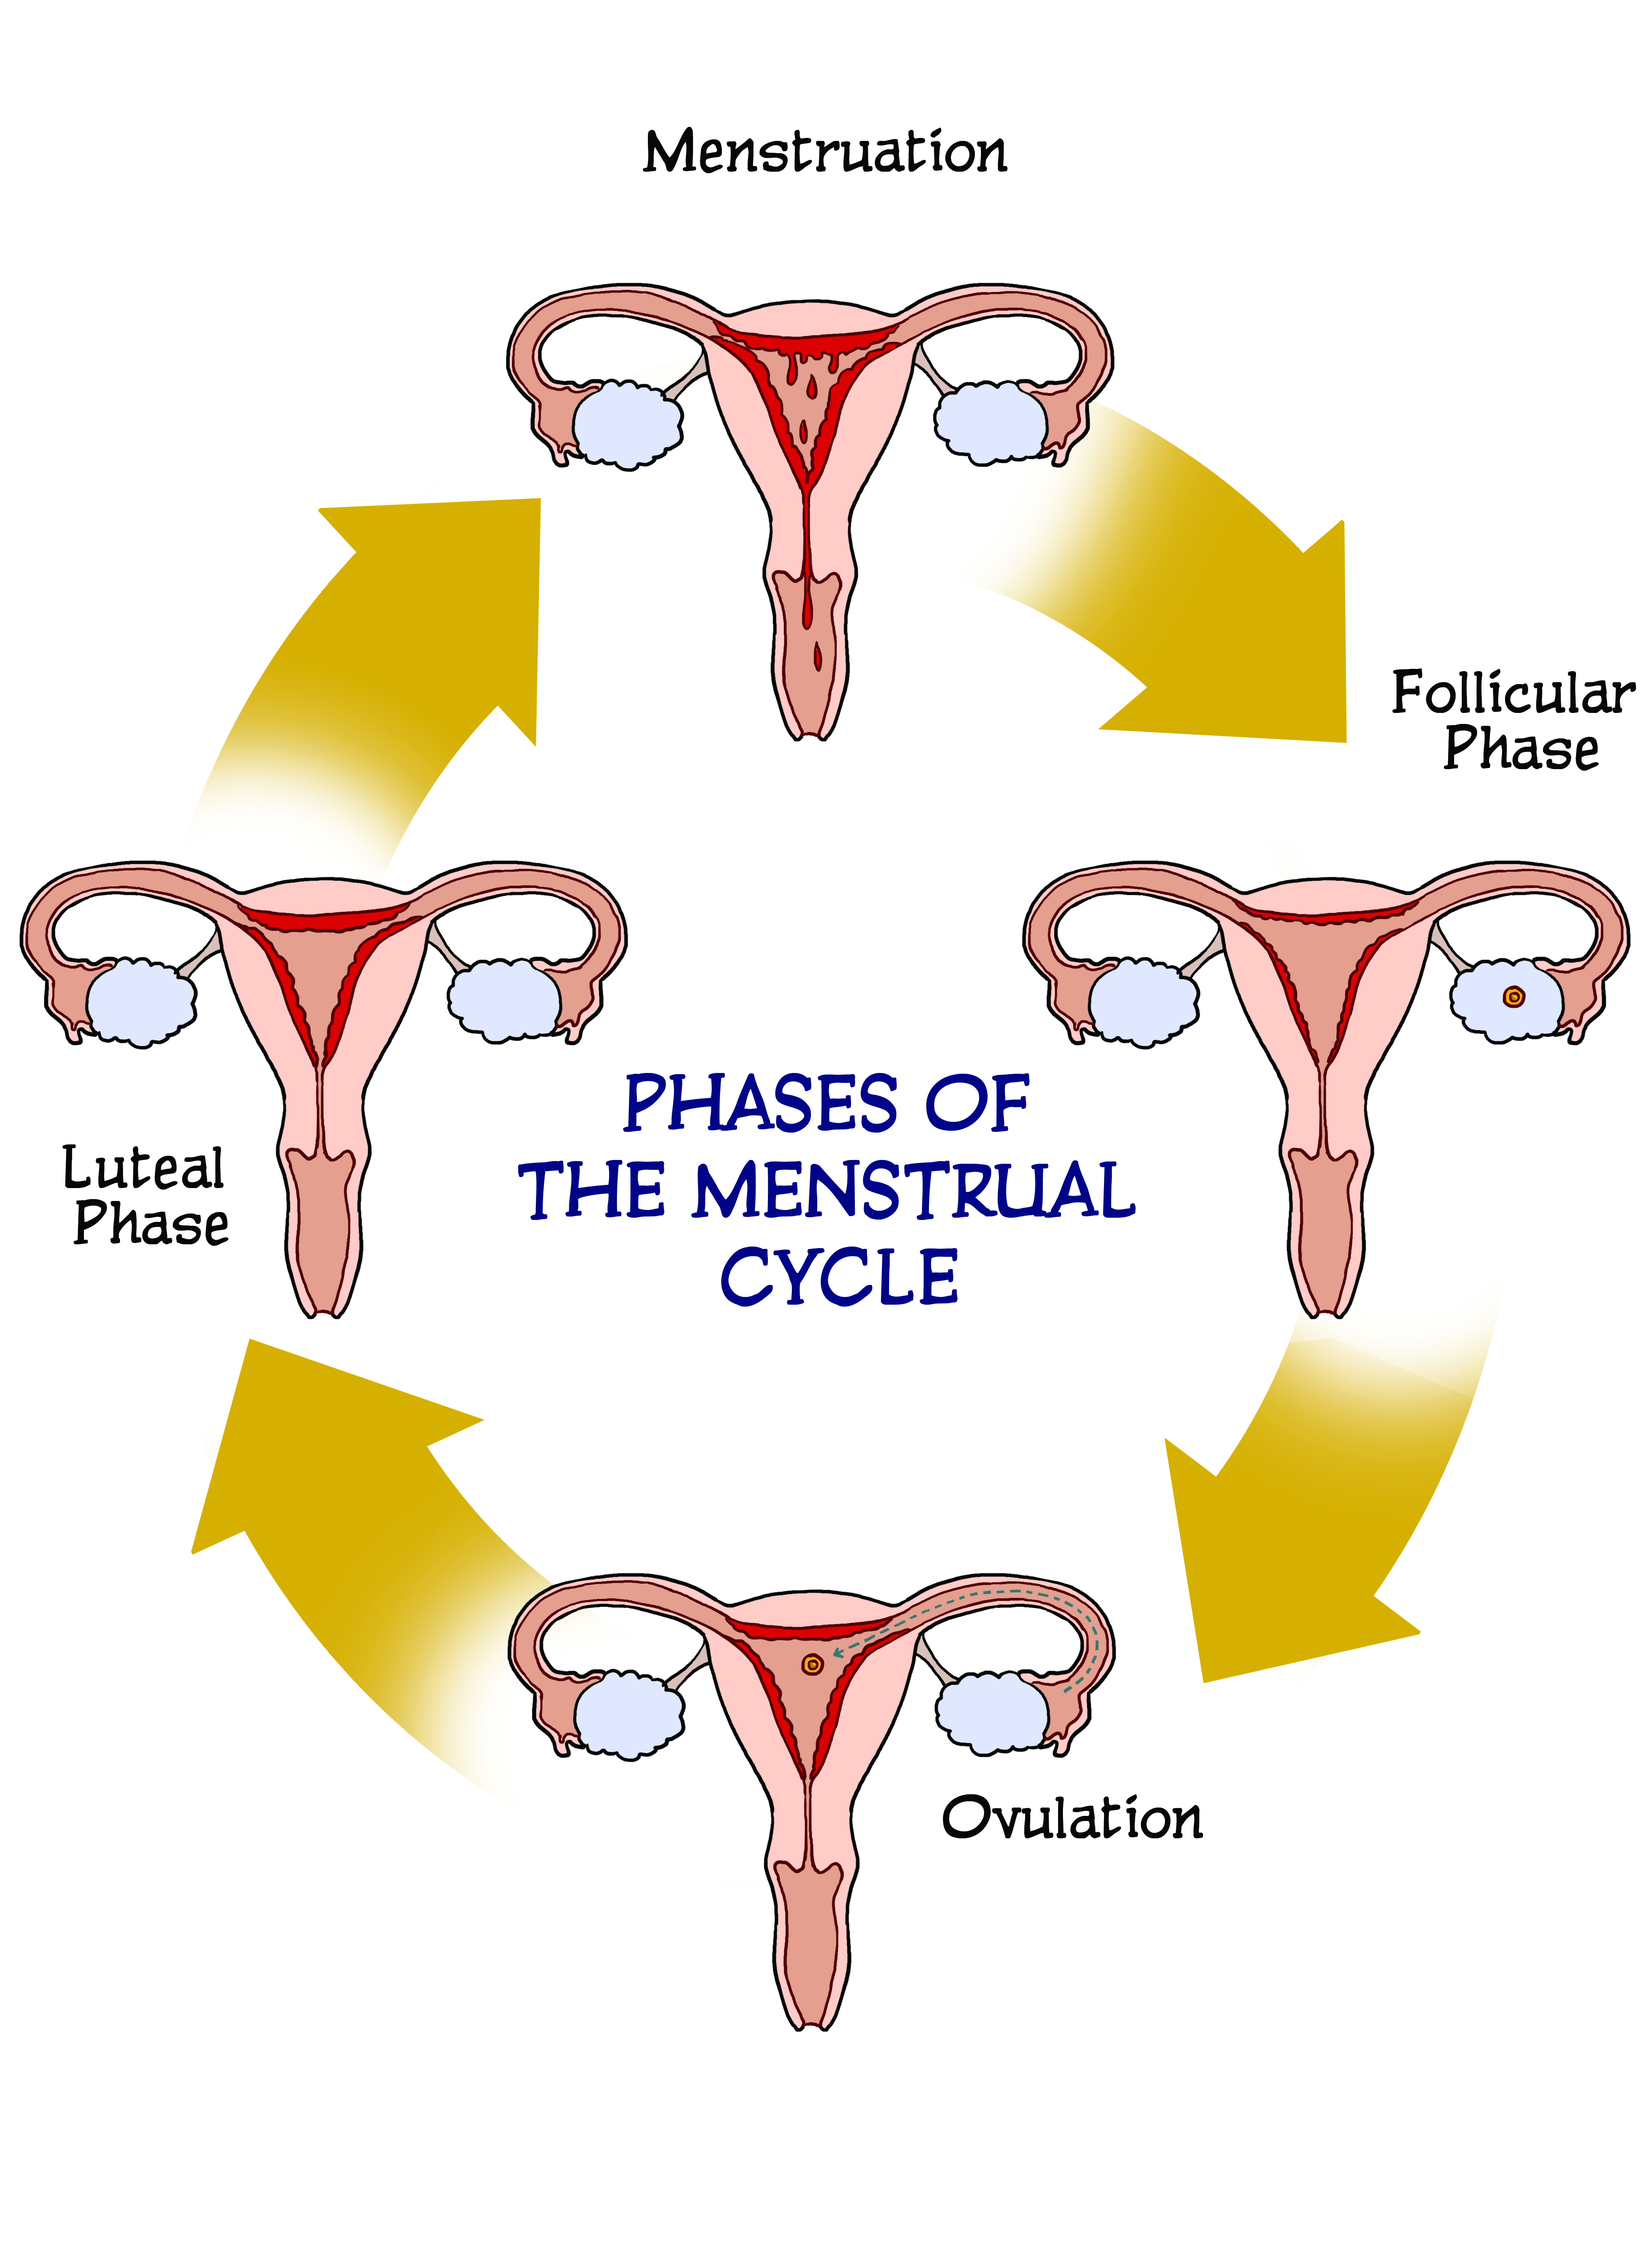 Menstruation
Follicular
Phase
PHASES OF
THE MENSTRUAL
CYCLE
Luteal
Phase
Ovulation